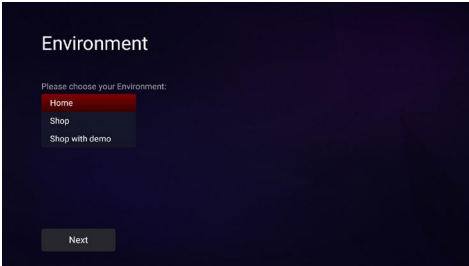 Environment
Please choose your Environment:
Home
Shop
Shop with demo
Next